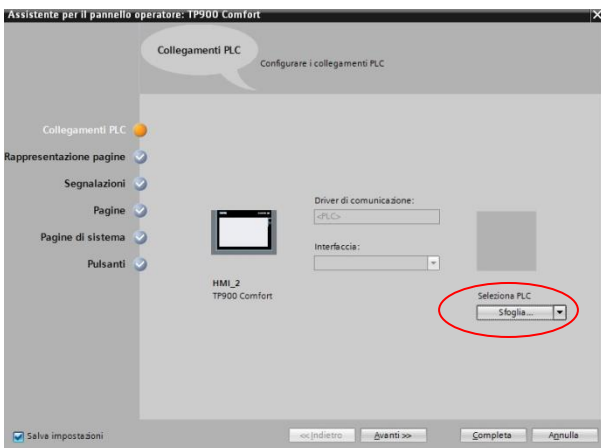 Assistente per il pannello operatore: TP900 Comfort
Collegamenti PLC
Configurare i collegamenti PLC
Collegamenti PLC
Rappresentazione pagine
Segnalazioni
Pagine
Pagine di sistema
Pulsanti
Driver di comunicazione:
<PLC>
Interfaccia:
HMI_2
TP900 Comfort
Seleziona PLC
Sfoglia...
Salva impostazioni
<< Indietro
Avanti >>
Completa
Annulla